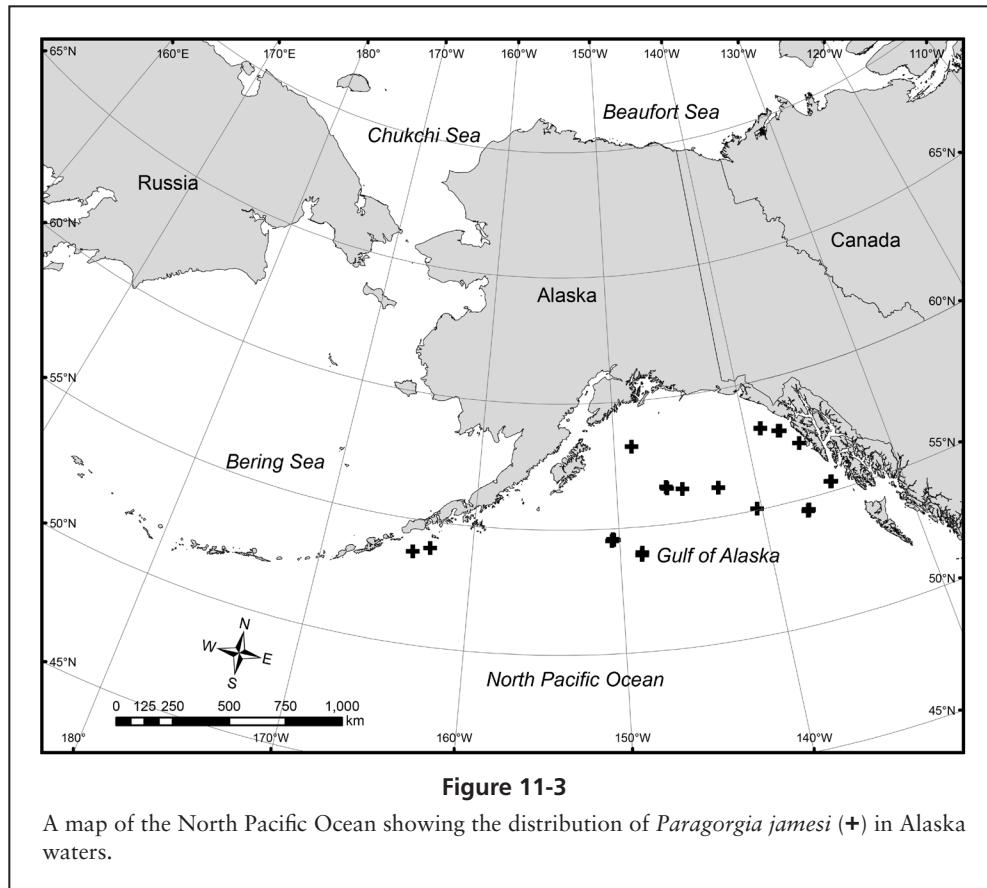 65°N 160°E 170°E 180° 160°W 150°W 140°W 130°W 120°W 110°W
Beaufort Sea
Chukchi Sea
65°N
Russia
60°N
Canada
Alaska
60°N
55°N
55°N
Bering Sea
50°N
Gulf of Alaska
50°N
N
W
E
S
45°N
North Pacific Ocean
0 125 250 500 750 1,000
km
45°N
180° 170°W 160°W 150°W 140°W
Figure 11-3
A map of the North Pacific Ocean showing the distribution of Paragorgia jamesi (+) in Alaska
waters.